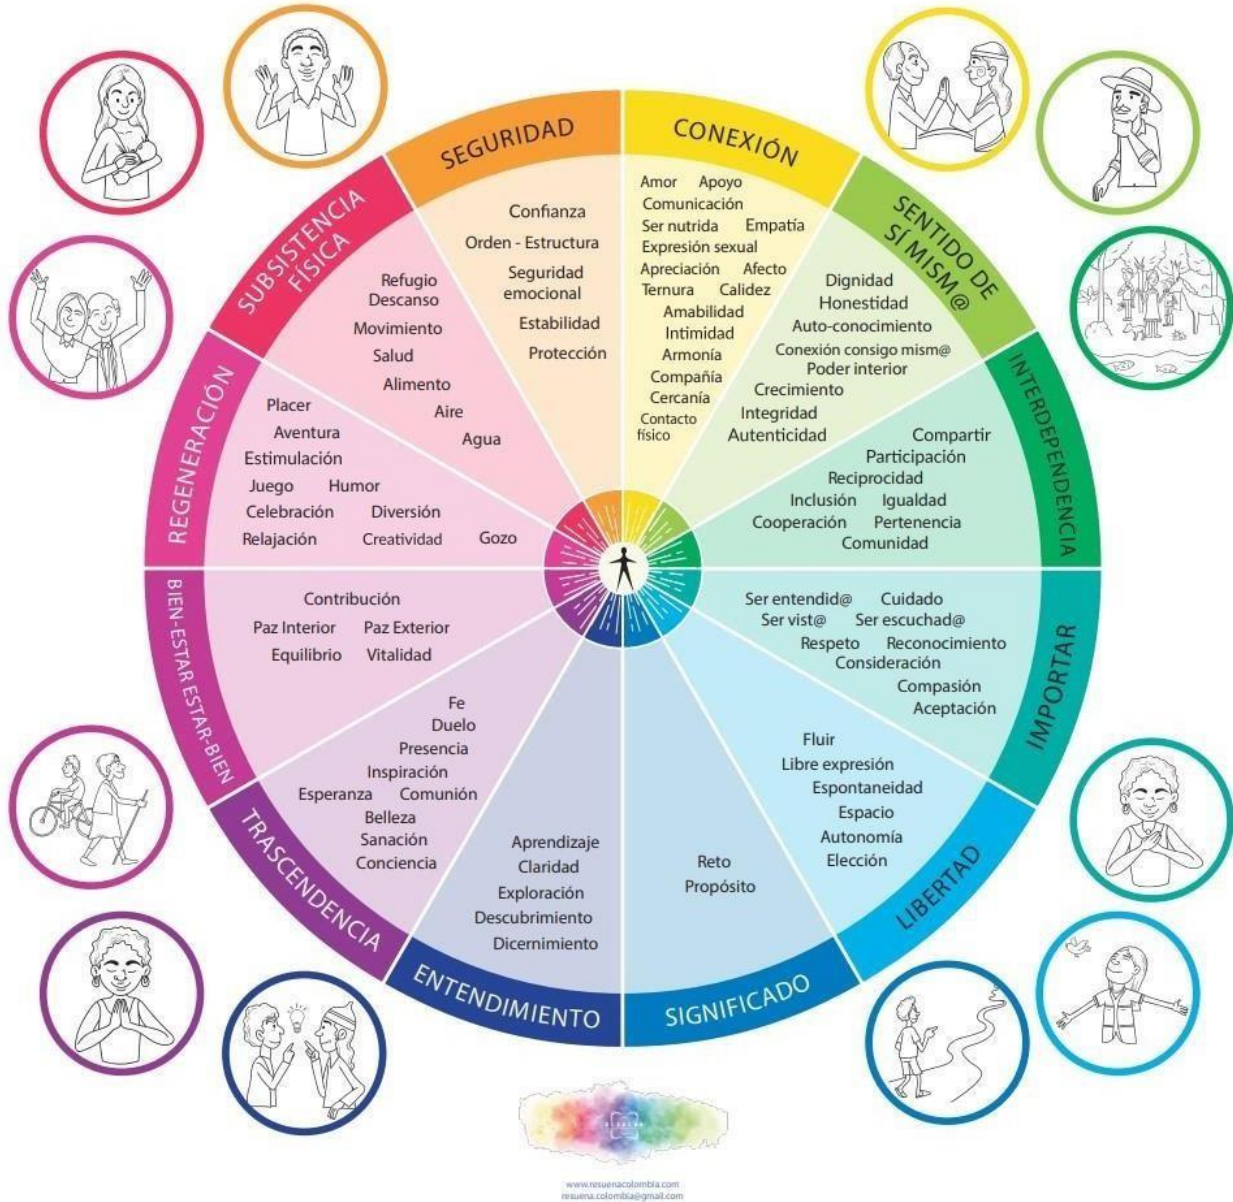 SEGURIDAD
Confianza
Orden - Estructura
Seguridad
emocional
Estabilidad
Protección
CONEXIÓN
Amor Apoyo
Comunicación
Ser nutrida Empatía
Expresión sexual
Apreciación Afecto
Ternura Calidez
Amabilidad
Intimidad
Armonía
Compañía
Cercanía
Contacto
físico
SENTIDO DE
SÍ MISM@
Dignidad
Honestidad
Auto-conocimiento
Conexión consigo mism@
Poder interior
Crecimiento
Integridad
Autenticidad
INTERDEPENDENCIA
Compartir
Participación
Reciprocidad
Inclusión Igualdad
Cooperación Pertenencia
Comunidad
IMPORTAR
Ser entendid@ Cuidado
Ser vist@ Ser escuchad@
Respeto Reconocimiento
Consideración
Compasión
Aceptación
LIBERTAD
Fluir
Libre expresión
Espontaneidad
Espacio
Autonomía
Elección
SIGNIFICADO
Reto
Propósito
ENTENDIMIENTO
Aprendizaje
Claridad
Exploración
Descubrimiento
Dicernimiento
TRASCENDENCIA
Fe
Duelo
Presencia
Inspiración
Esperanza Comunión
Belleza
Sanación
Conciencia
BIEN-ESTAR ESTAR-BIEN
Contribución
Paz Interior Paz Exterior
Equilibrio Vitalidad
REGENERACIÓN
Placer
Aventura
Estimulación
Juego Humor
Celebración Diversión
Relajación Creatividad Gozo
SUBSISTENCIA
FÍSICA
Refugio
Descanso
Movimiento
Salud
Alimento
Aire
Agua
www.resuenacolombia.com
resuena.colombia@gmail.com